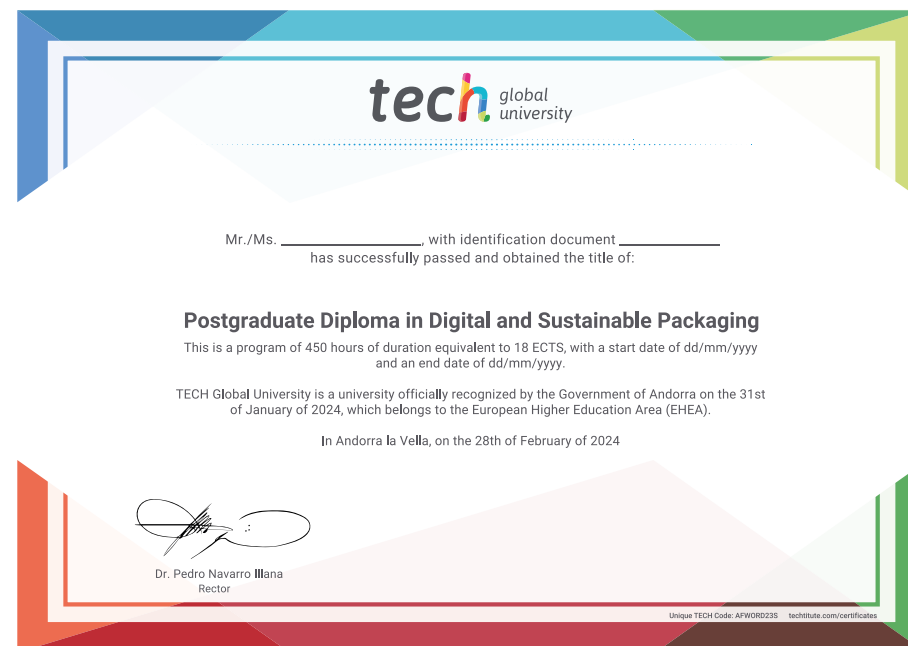 tech global university
Mr./Ms. ____________, with identification document ____________
has successfully passed and obtained the title of:
Postgraduate Diploma in Digital and Sustainable Packaging
This is a program of 450 hours of duration equivalent to 18 ECTS, with a start date of dd/mm/yyyy
and an end date of dd/mm/yyyy.
TECH Global University is a university officially recognized by the Government of Andorra on the 31st
of January of 2024, which belongs to the European Higher Education Area (EHEA).
In Andorra la Vella, on the 28th of February of 2024
Dr. Pedro Navarro Illana
Rector
Unique TECH Code: AFWORD23S techtitute.com/certificates